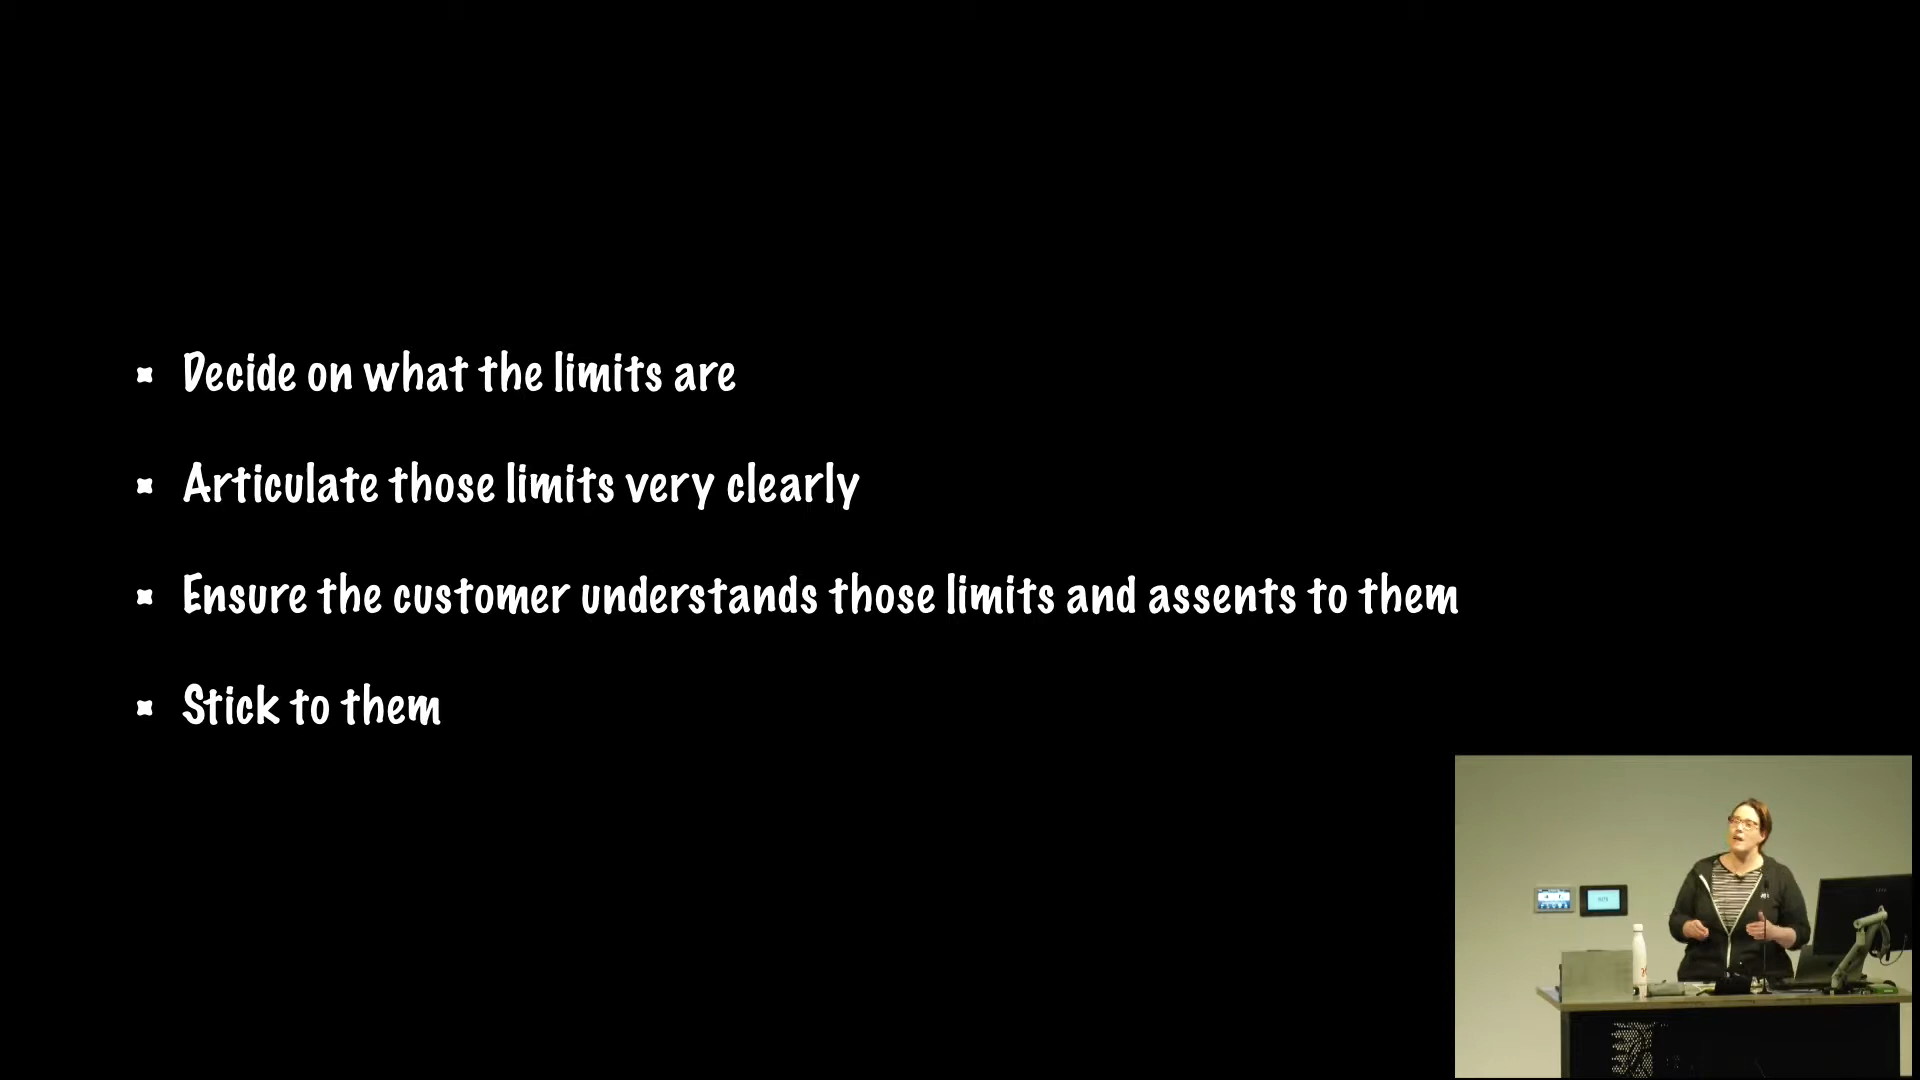 Decide on what the limits are
Articulate those limits very clearly
Ensure the customer understands those limits and assents to them
Stick to them